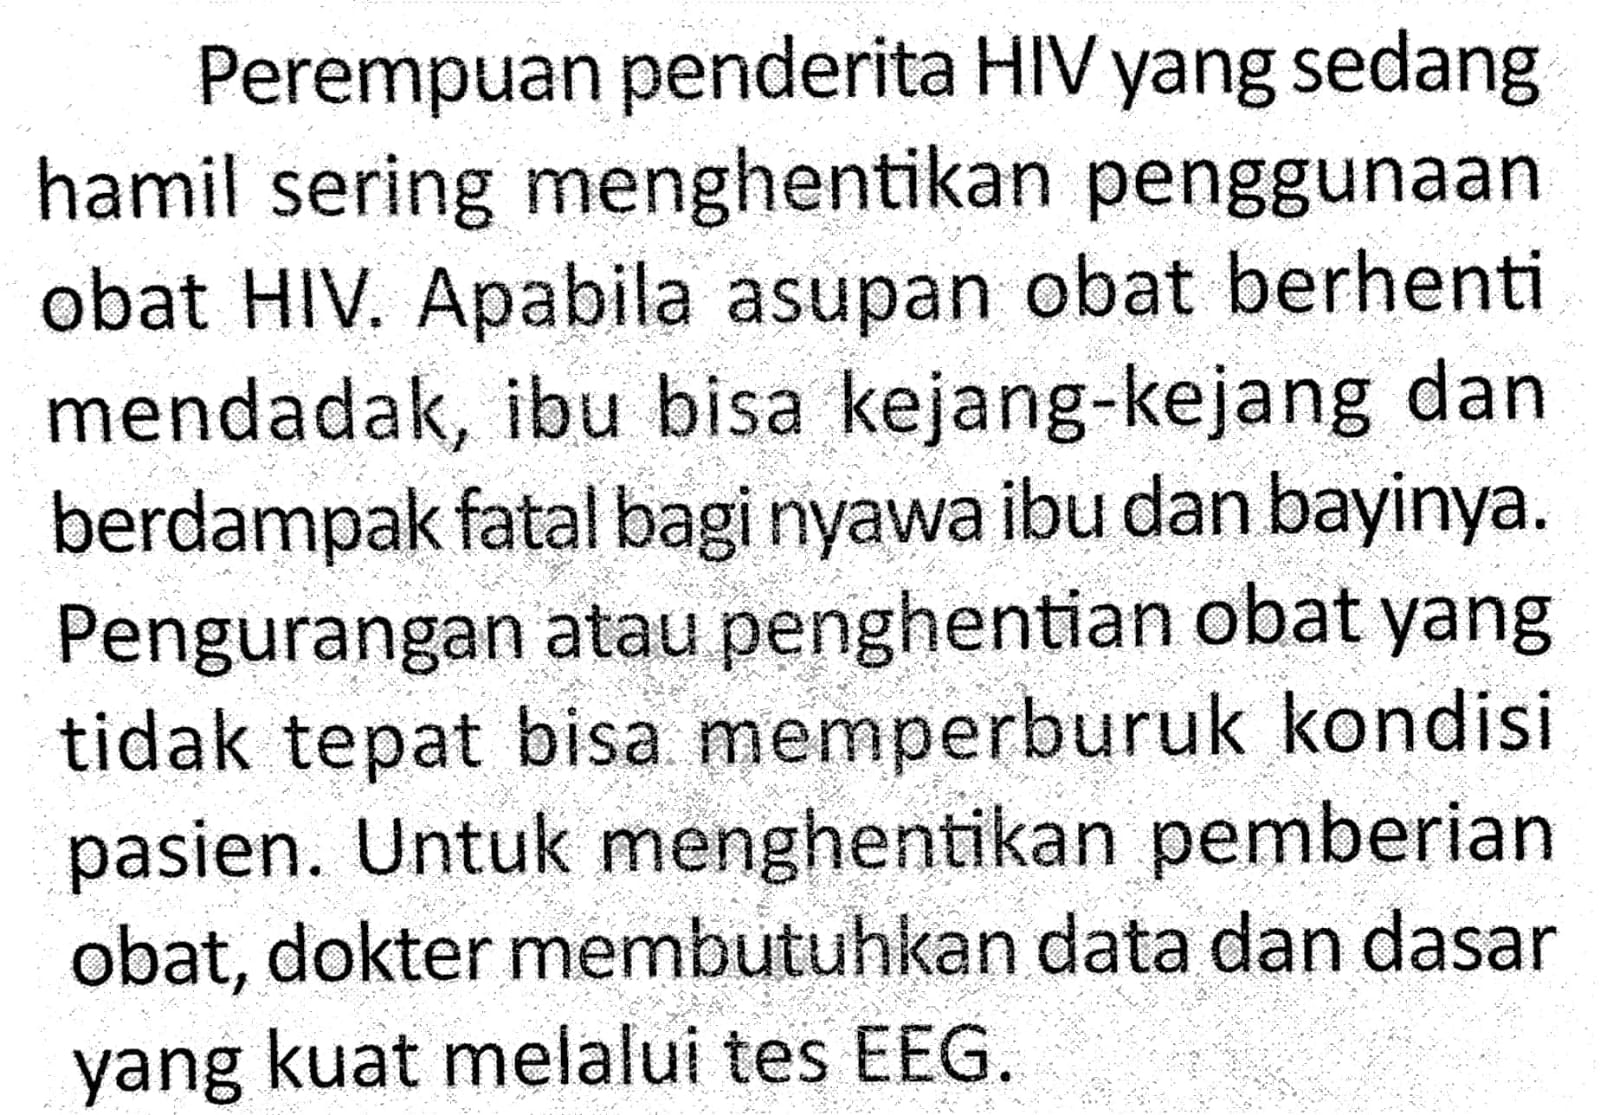 Perempuan penderita HIV yang sedang
hamil sering menghentikan penggunaan
obat HIV. Apabila asupan obat berhenti
mendadak, ibu bisa kejang-kejang dan
berdampak fatal bagi nyawa ibu dan bayinya.
Pengurangan atau penghentian obat yang
tidak tepat bisa memperburuk kondisi
pasien. Untuk menghentikan pemberian
obat, dokter membutuhkan data dan dasar
yang kuat melalui tes EEG.